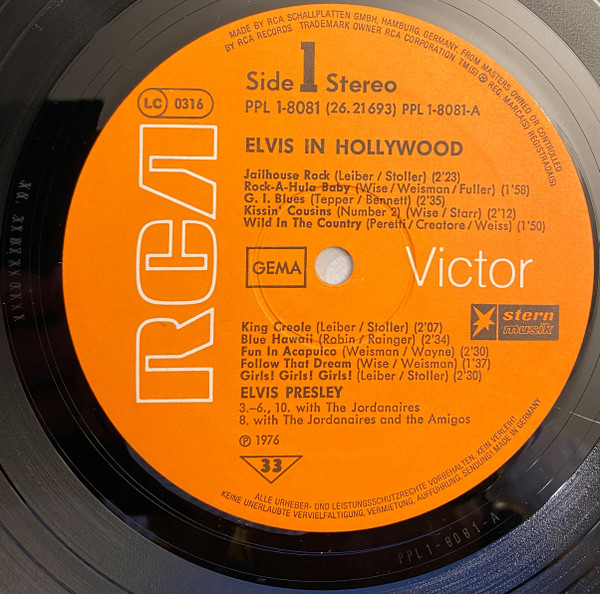 MADE BY RCA SCHALLPLATTEN GMBH, HAMBURG, GERMANY, FROM MASTERS OWNED OR CONTROLLED
BY RCA RECORDS TRADEMARK OWNER RCA CORPORATION, TM(S) ® REG. MARCA(S) REGISTRADA(S)
Side 1 Stereo
LC 0316
PPL 1-8081 (26.21693) PPL 1-8081-A
ELVIS IN HOLLYWOOD
Jailhouse Rock (Leiber / Stoller) (2'23)
Rock-A-Hula Baby (Wise / Weisman / Fuller) (1'58)
G. I. Blues (Tepper / Bennett) (2'35)
Kissin' Cousins (Number 2) (Wise / Starr) (2'12)
Wild In The Country (Peretti / Creatore / Weiss) (1'50)
RCA
GEMA
Victor
stern
musik
King Creole (Leiber / Stoller) (2'07)
Blue Hawaii (Robin / Rainger) (2'34)
Fun In Acapulco (Weisman / Wayne) (2'30)
Follow That Dream (Wise / Weisman) (1'37)
Girls! Girls! Girls! (Leiber / Stoller) (2'30)
ELVIS PRESLEY
3.–6., 10. with The Jordanaires
8. with The Jordanaires and the Amigos
℗ 1976
33
ALLE URHEBER- UND LEISTUNGSSCHUTZRECHTE VORBEHALTEN. KEIN VERLEIH!
KEINE UNERLAUBTE VERVIELFÄLTIGUNG, VERMIETUNG, AUFFÜHRUNG, SENDUNG! MADE IN GERMANY
PPL1-8081-A